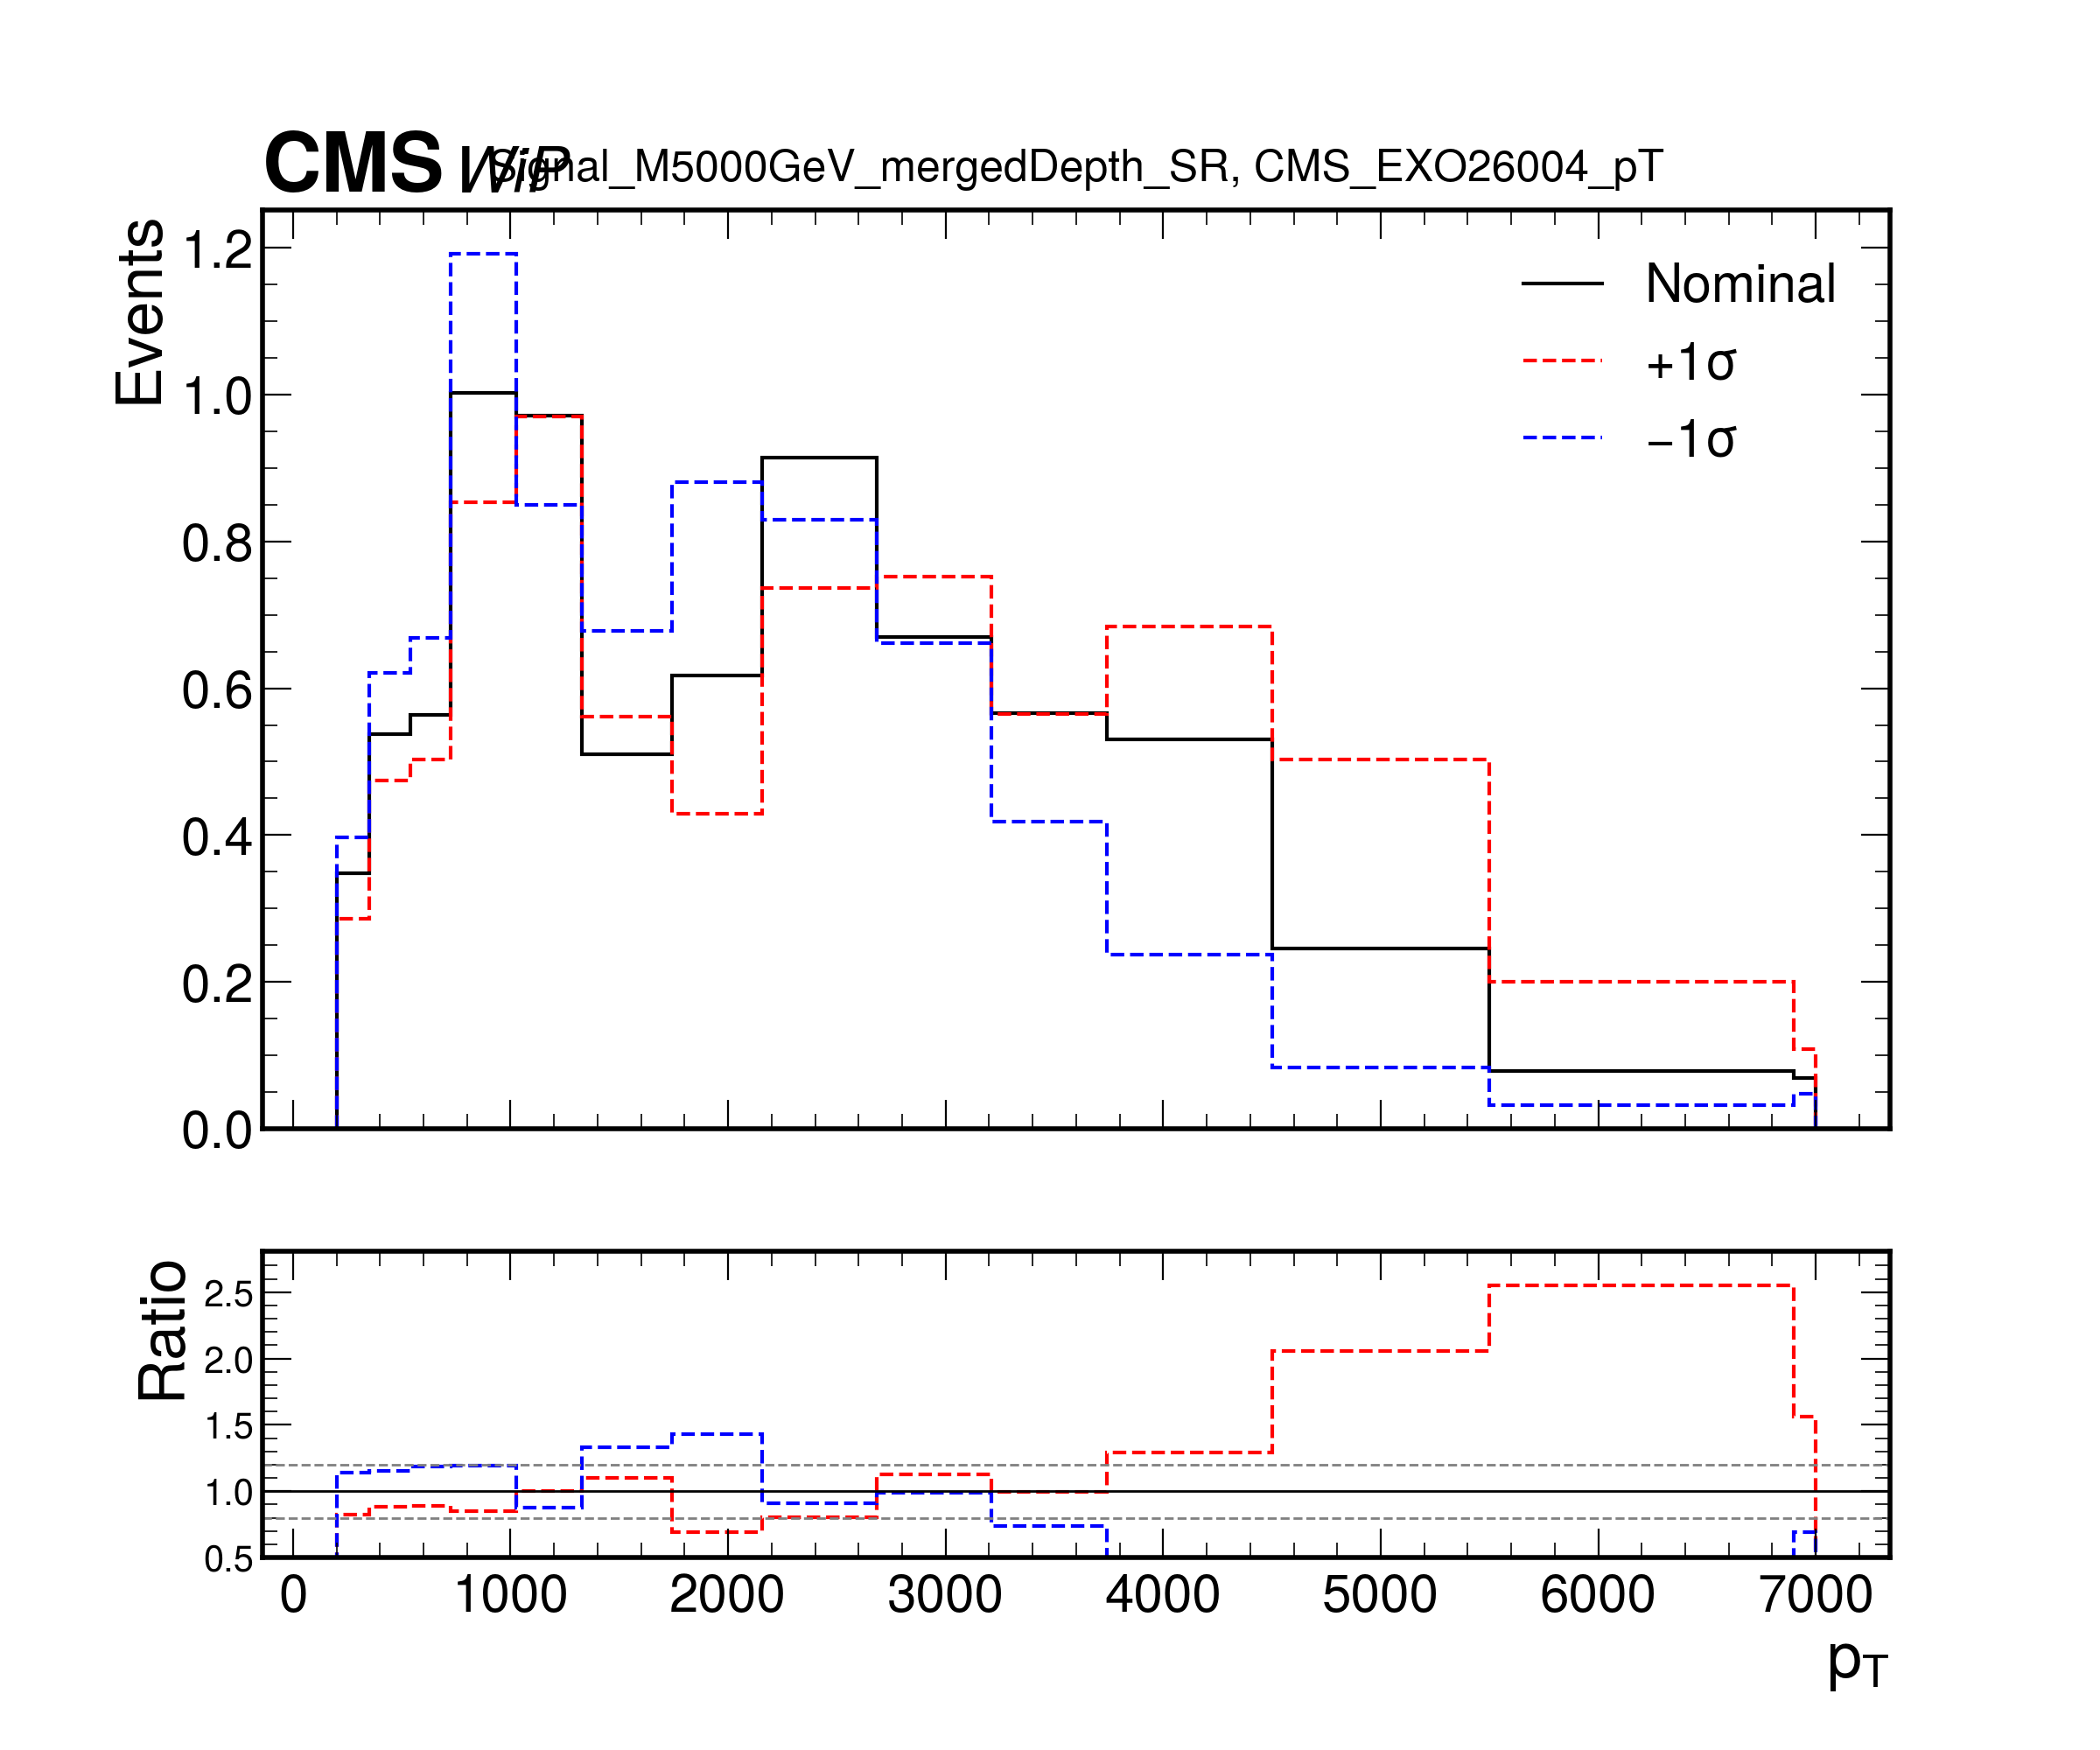 CMS WiP Signal_M5000GeV_mergedDepth_SR, CMS_EXO26004_pT
Events
1.2
1.0
0.8
0.6
0.4
0.2
0.0
Nominal
+1σ
−1σ
Ratio
2.5
2.0
1.5
1.0
0.5
0 1000 2000 3000 4000 5000 6000 7000
pT